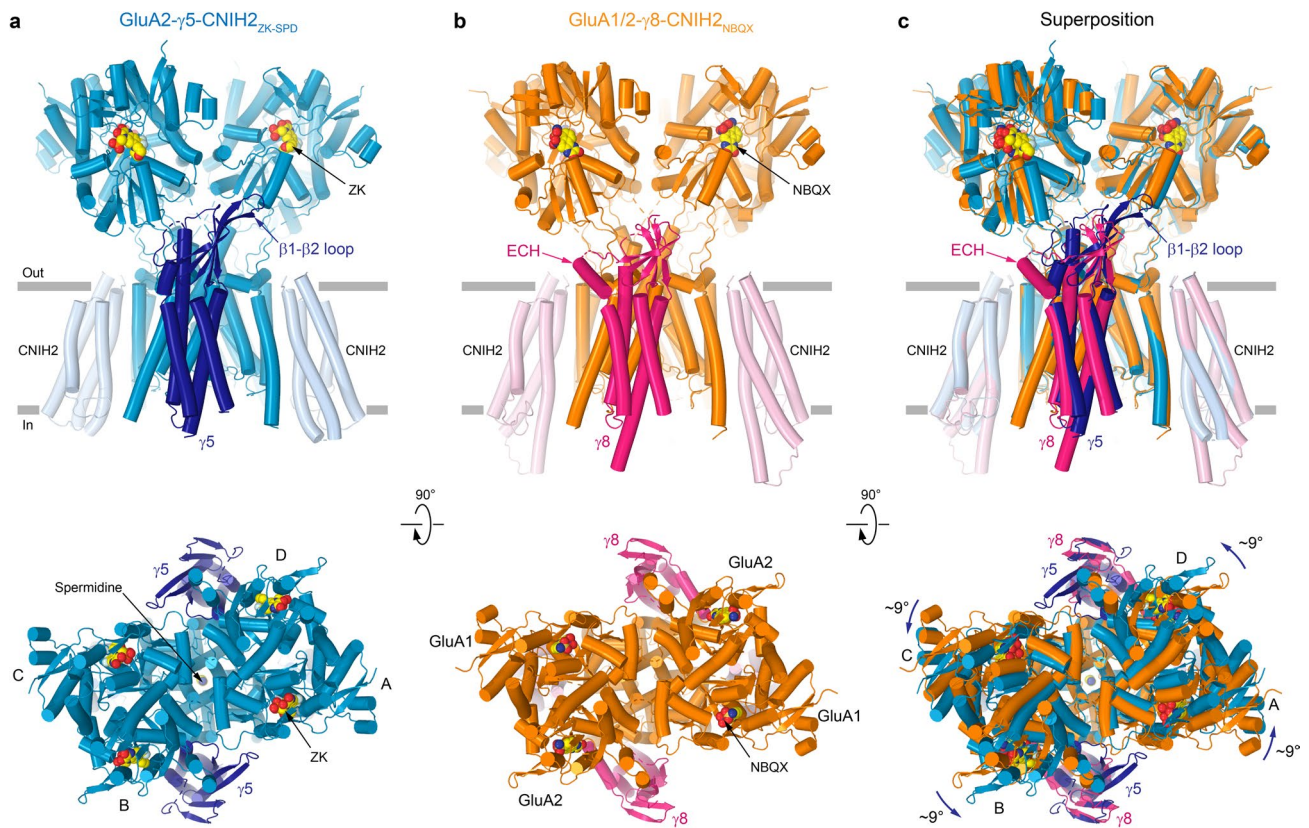 a
GluA2-γ5-CNIH2ZK-SPD
ZK
β1-β2 loop
Out
CNIH2
CNIH2
In
γ5
b
GluA1/2-γ8-CNIH2NBQX
NBQX
ECH
CNIH2
CNIH2
γ8
c
Superposition
ECH
β1-β2 loop
CNIH2
CNIH2
γ8
γ5
90°
90°
γ5
D
Spermidine
C
A
ZK
B
γ5
γ8
GluA2
GluA1
GluA1
NBQX
GluA2
γ8
γ8
γ5
D
~9°
~9°
C
A
~9°
B
~9°
γ5
γ8